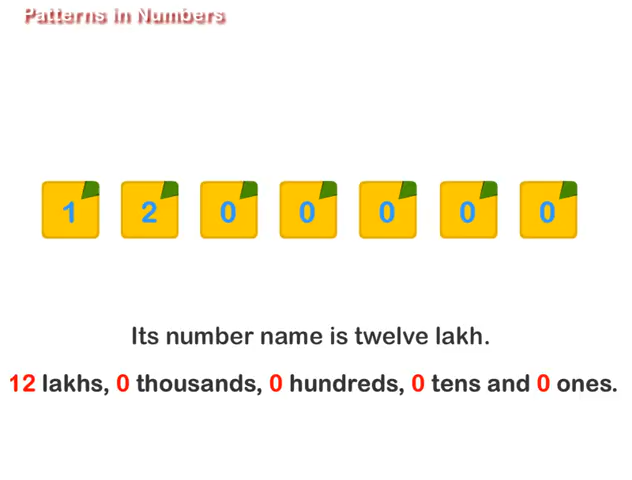 Patterns in Numbers
1 2 0 0 0 0 0
Its number name is twelve lakh.
12 lakhs, 0 thousands, 0 hundreds, 0 tens and 0 ones.